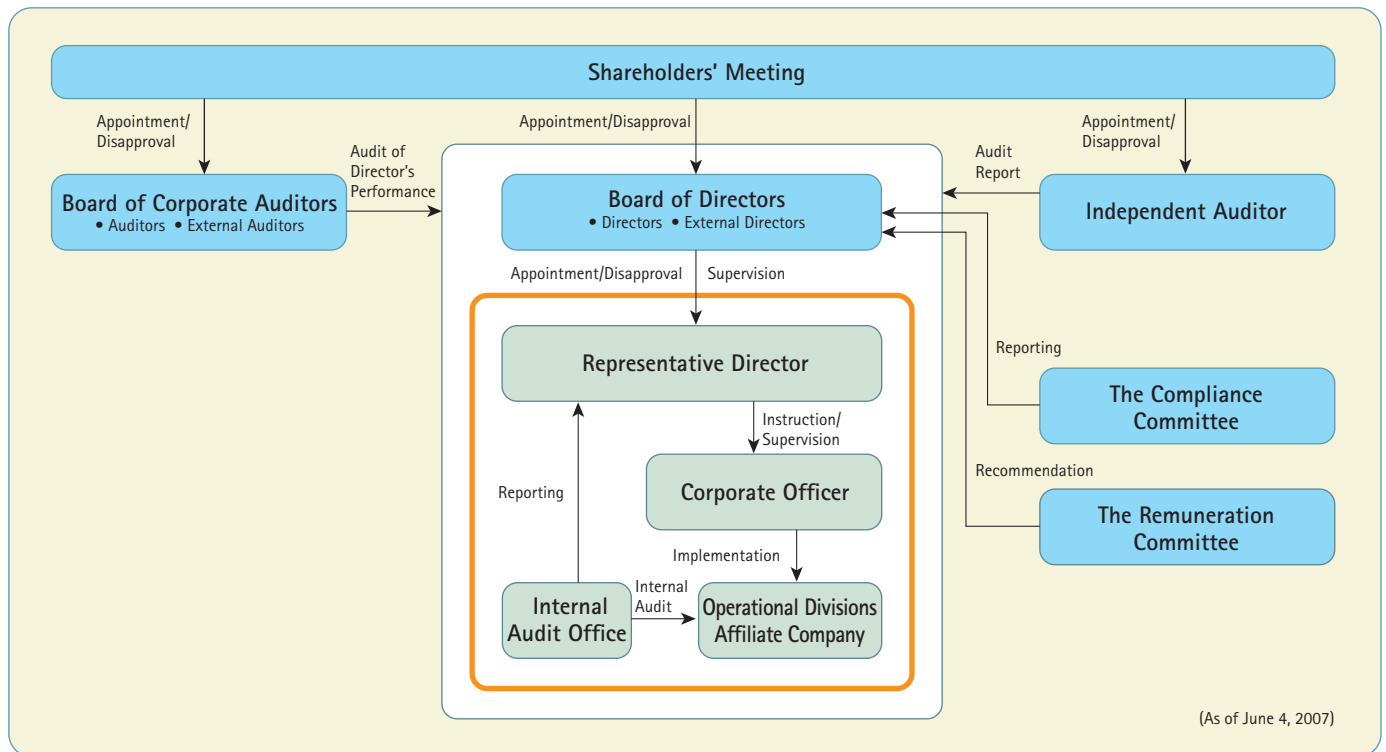 Shareholders' Meeting
Appointment/
Disapproval
Appointment/Disapproval
Appointment/
Disapproval
Audit of
Director's
Performance
Audit
Report
Board of Corporate Auditors
• Auditors • External Auditors
Board of Directors
• Directors • External Directors
Independent Auditor
Appointment/Disapproval
Supervision
Representative Director
Reporting
The Compliance
Committee
Instruction/
Supervision
Corporate Officer
Reporting
Recommendation
The Remuneration
Committee
Implementation
Internal
Audit
Internal
Audit Office
Operational Divisions
Affiliate Company
(As of June 4, 2007)